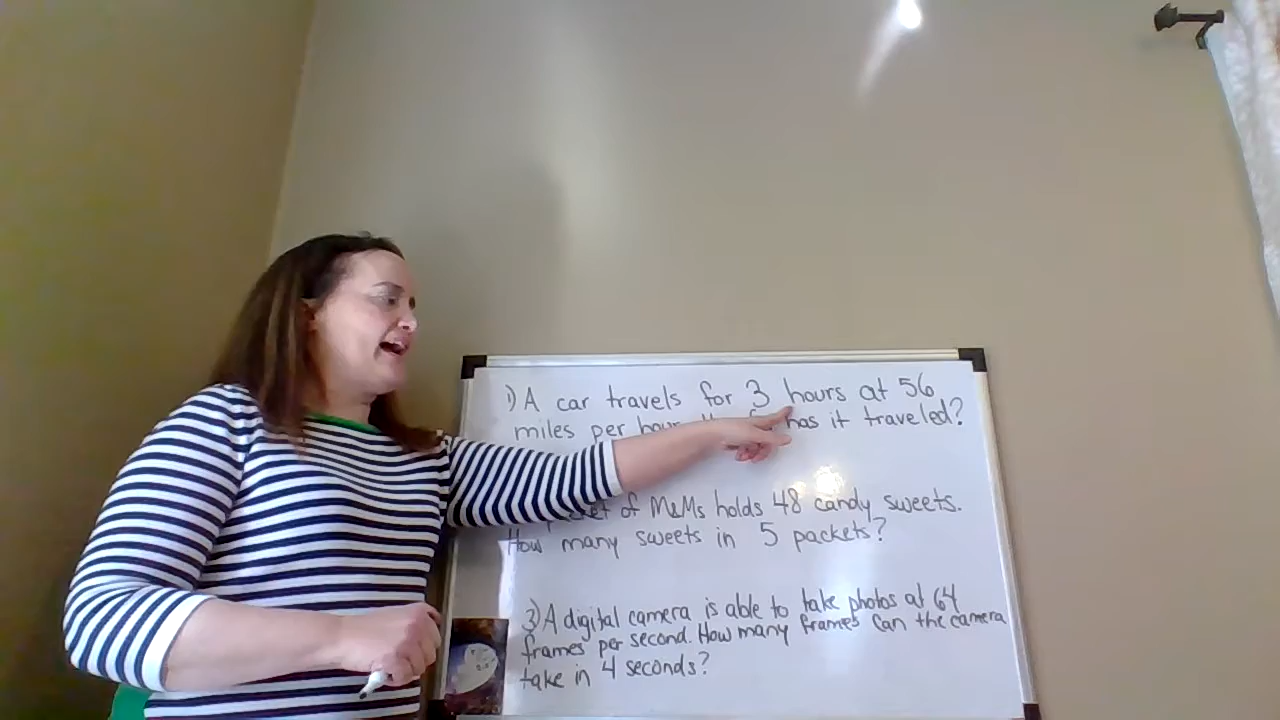 1) A car travels for 3 hours at 56
miles per hour has it traveled?
of M&Ms holds 48 candy sweets.
How many sweets in 5 packets?
3) A digital camera is able to take photos at 64
frames per second. How many frames can the camera
take in 4 seconds?